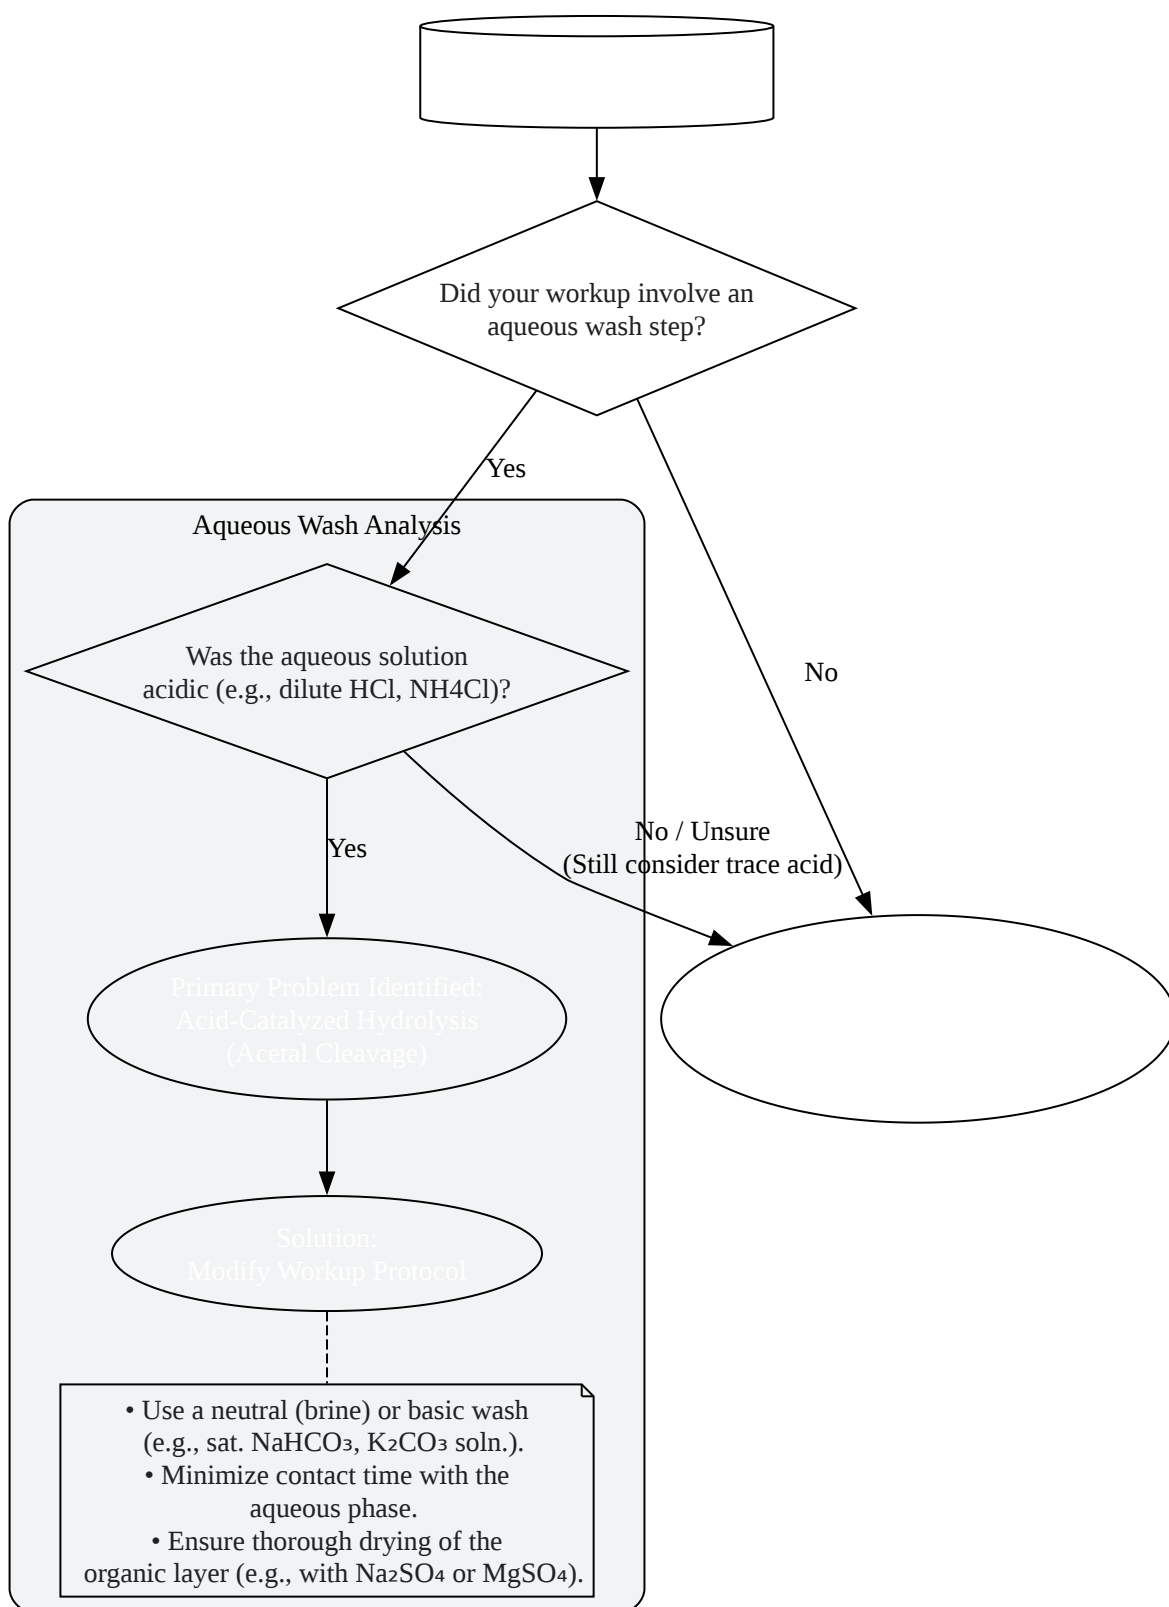 Did your workup involve an
aqueous wash step?
Yes
Aqueous Wash Analysis
Was the aqueous solution
acidic (e.g., dilute HCl, NH4Cl)?
No
No / Unsure
(Still consider trace acid)
Yes
Primary Problem Identified:
Acid-Catalyzed Hydrolysis
(Acetal Cleavage)
Solution:
Modify Workup Protocol
• Use a neutral (brine) or basic wash
(e.g., sat. NaHCO₃, K₂CO₃ soln.).
• Minimize contact time with the
aqueous phase.
• Ensure thorough drying of the
organic layer (e.g., with Na₂SO₄ or MgSO₄).